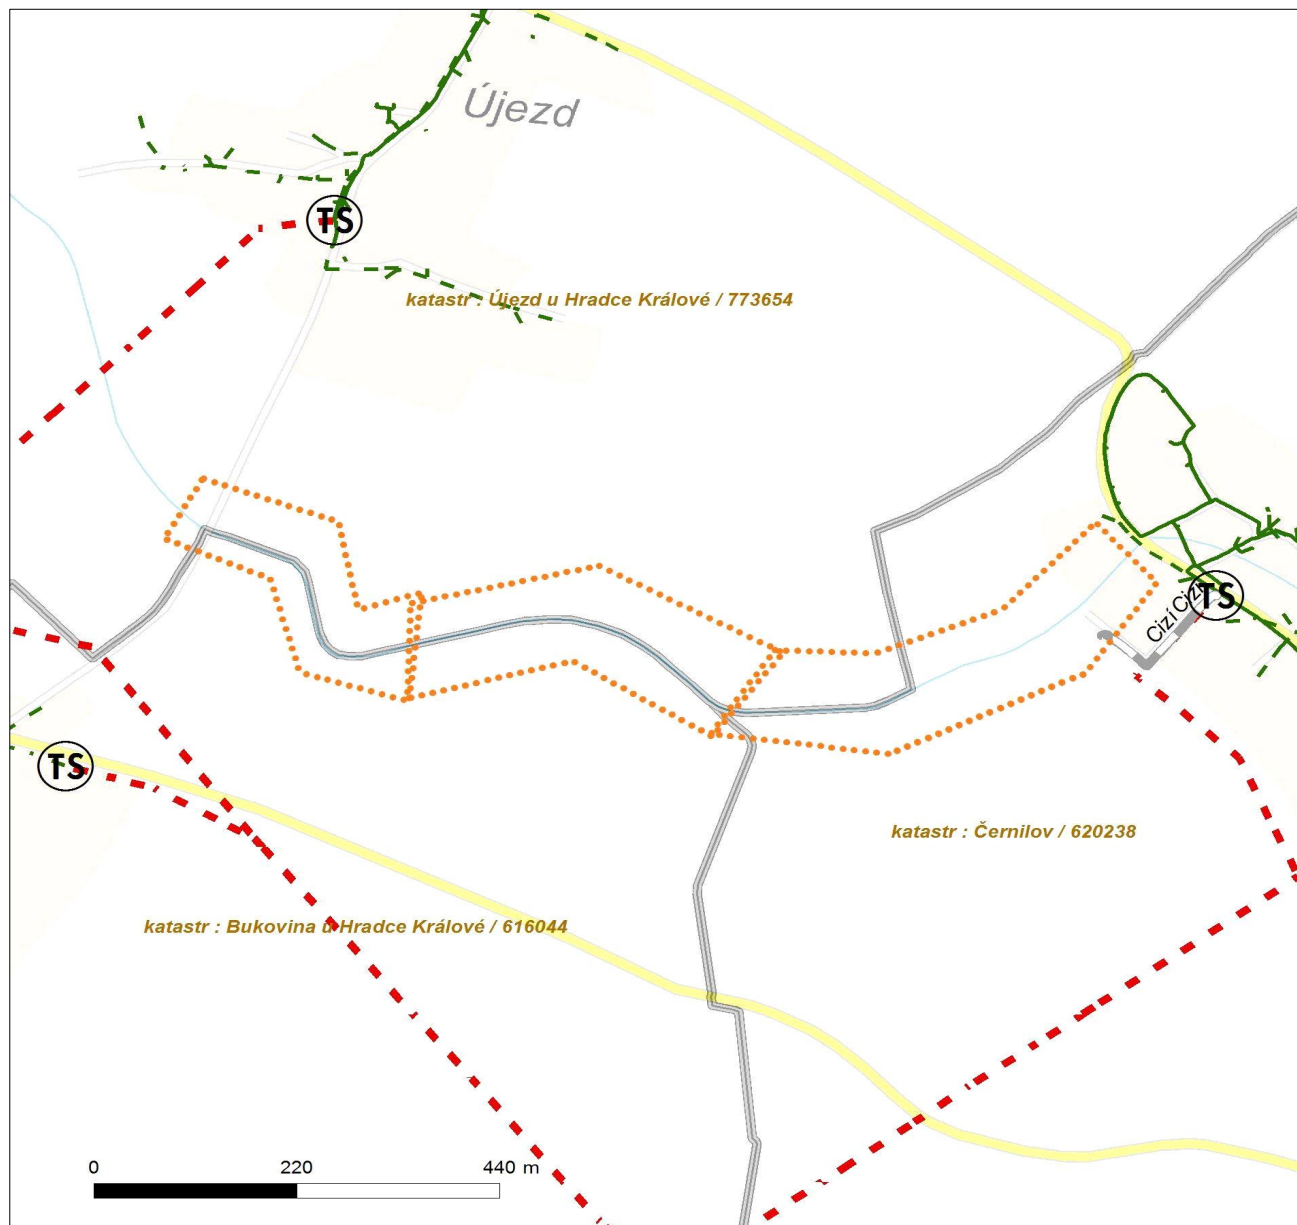 Újezd
TS
katastr : Újezd u Hradce Králové / 773654
Cizí Cizí
TS
TS
katastr : Černilov / 620238
katastr : Bukovina u Hradce Králové / 616044
0 220 440 m